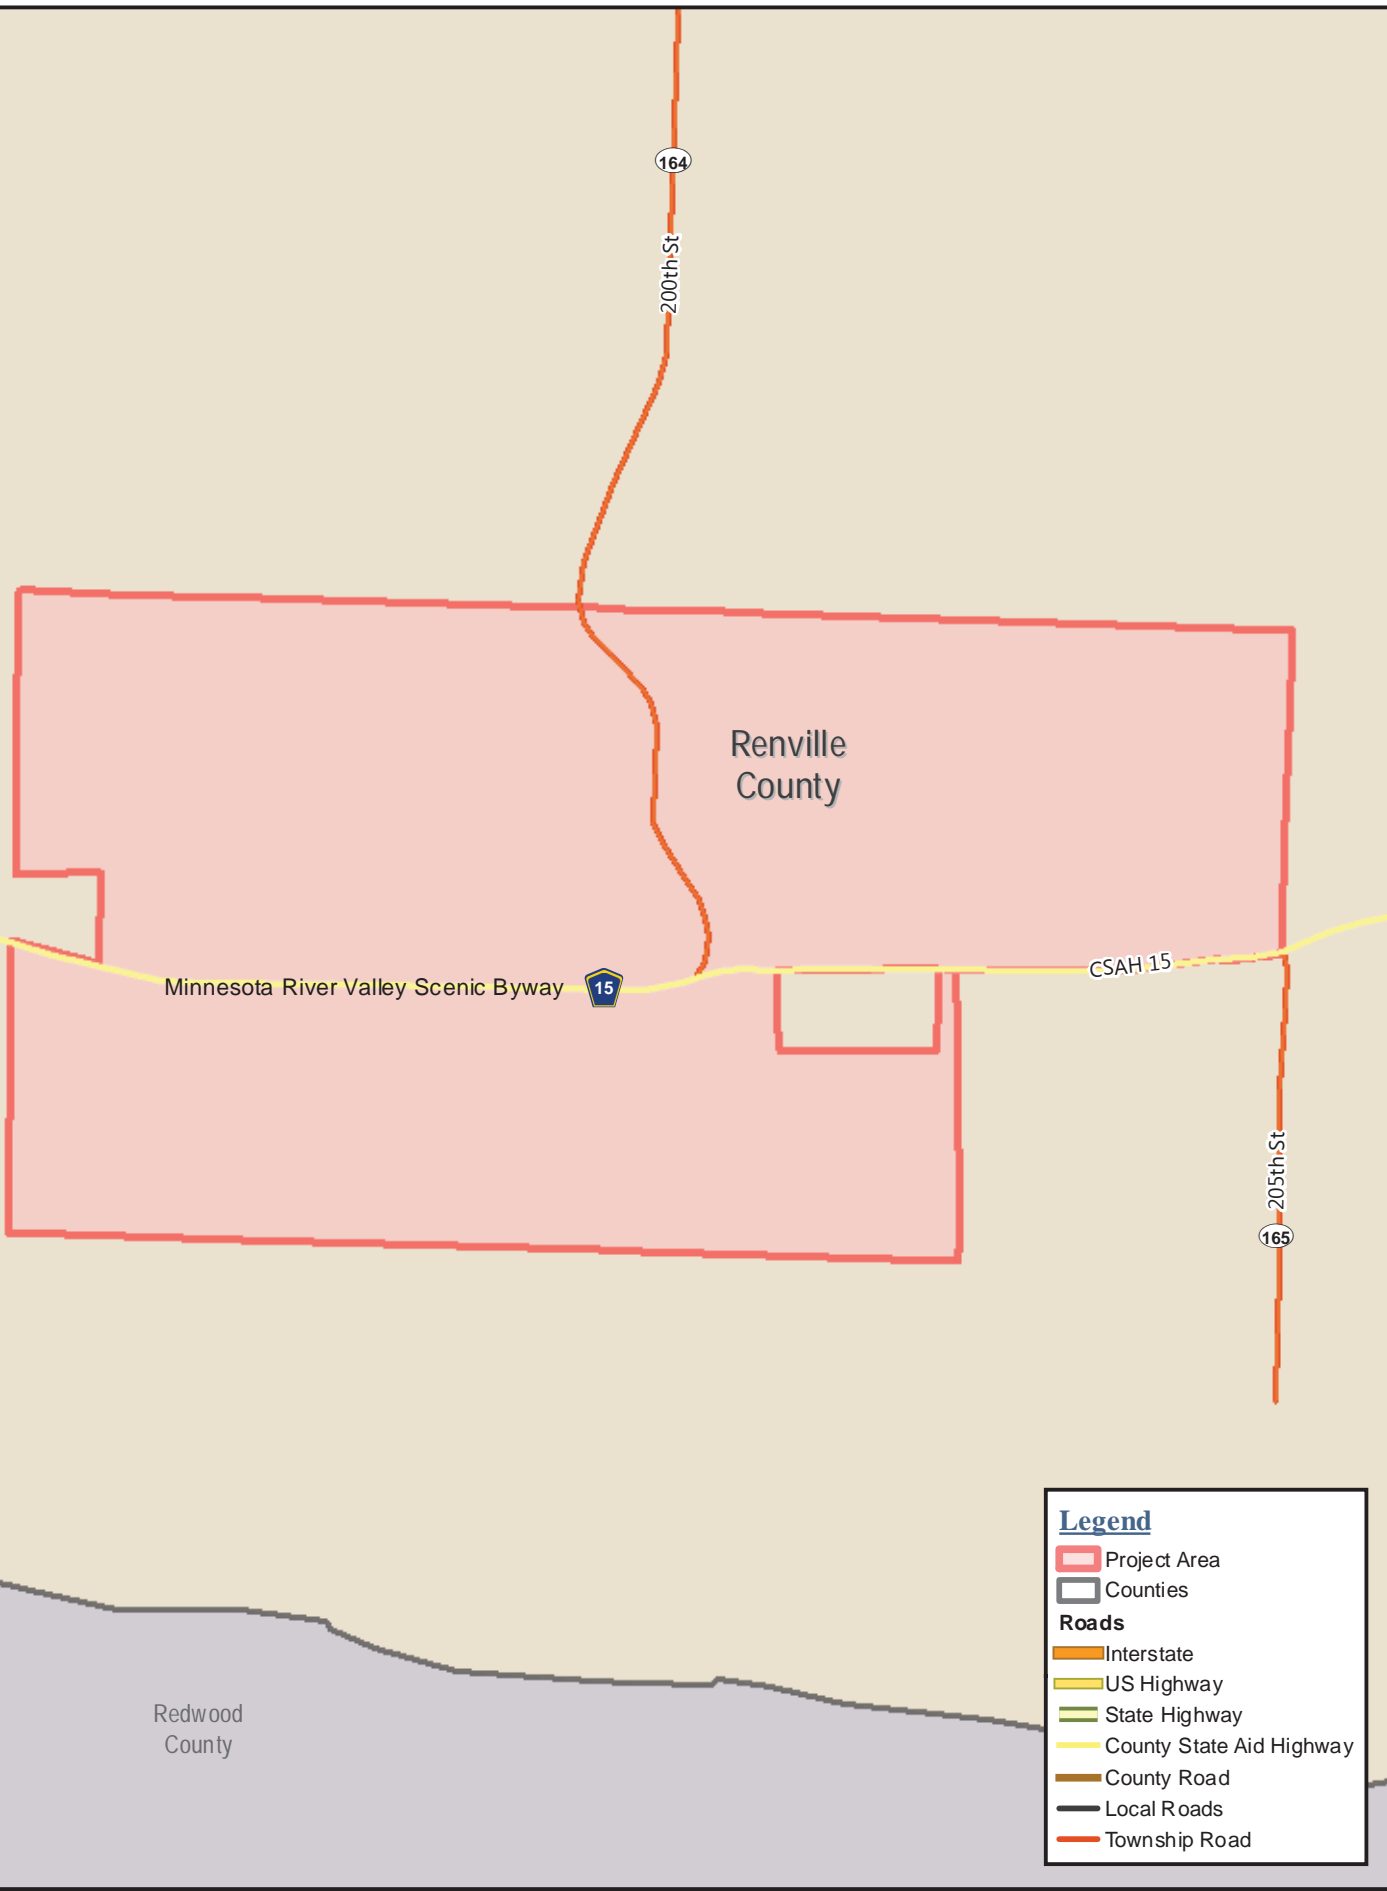 164
200th St
Renville
County
CSAH 15
Minnesota River Valley Scenic Byway
15
205th St
165
Redwood
County
Legend
Project Area
Counties
Roads
Interstate
US Highway
State Highway
County State Aid Highway
County Road
Local Roads
Township Road